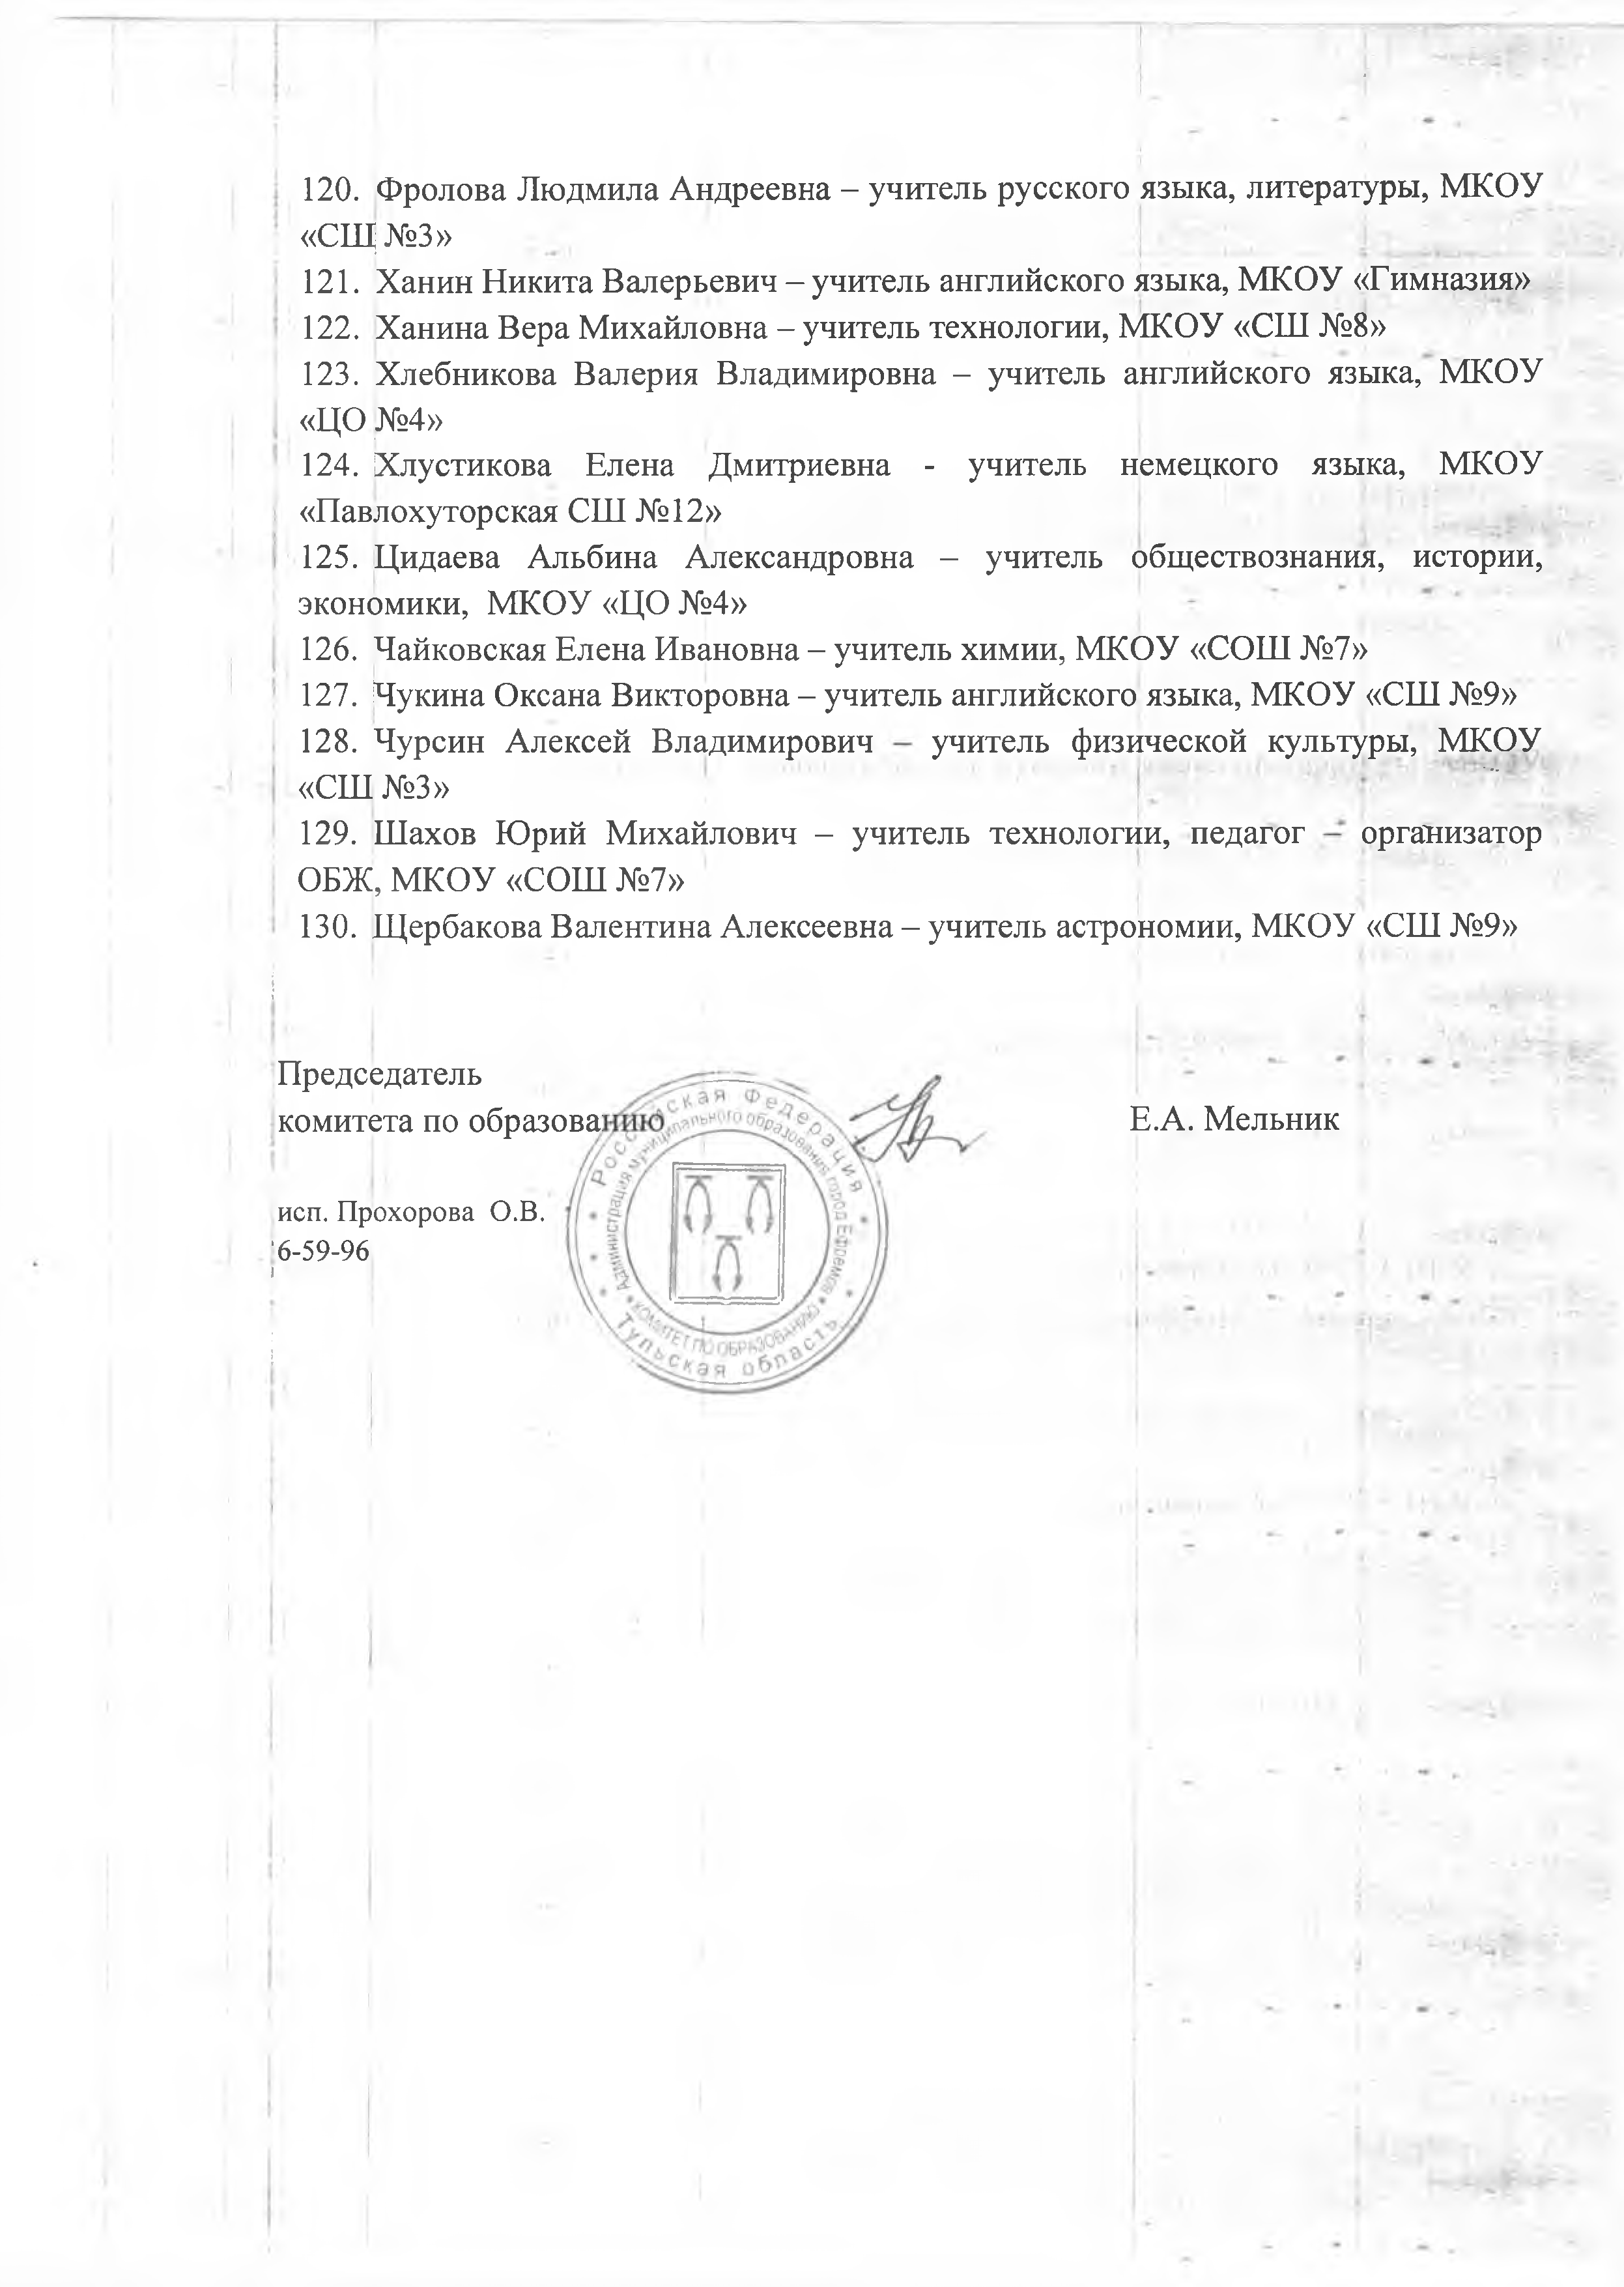 120. Фролова Людмила Андреевна – учитель русского языка, литературы, МКОУ
«СШ №3»
121. Ханин Никита Валерьевич – учитель английского языка, МКОУ «Гимназия»
122. Ханина Вера Михайловна – учитель технологии, МКОУ «СШ №8»
123. Хлебникова Валерия Владимировна – учитель английского языка, МКОУ
«ЦО №4»
124. Хлустикова Елена Дмитриевна - учитель немецкого языка, МКОУ
«Павлохуторская СШ №12»
125. Цидаева Альбина Александровна – учитель обществознания, истории,
экономики, МКОУ «ЦО №4»
126. Чайковская Елена Ивановна – учитель химии, МКОУ «СОШ №7»
127. Чукина Оксана Викторовна – учитель английского языка, МКОУ «СШ №9»
128. Чурсин Алексей Владимирович – учитель физической культуры, МКОУ
«СШ №3»
129. Шахов Юрий Михайлович – учитель технологии, педагог – организатор
ОБЖ, МКОУ «СОШ №7»
130. Щербакова Валентина Алексеевна – учитель астрономии, МКОУ «СШ №9»
Председатель
комитета по образованию
Е.А. Мельник
Российская Федерация
Администрация муниципального образования город Ефремов
КОМИТЕТ ПО ОБРАЗОВАНИЮ
Тульская область
исп. Прохорова О.В.
6-59-96